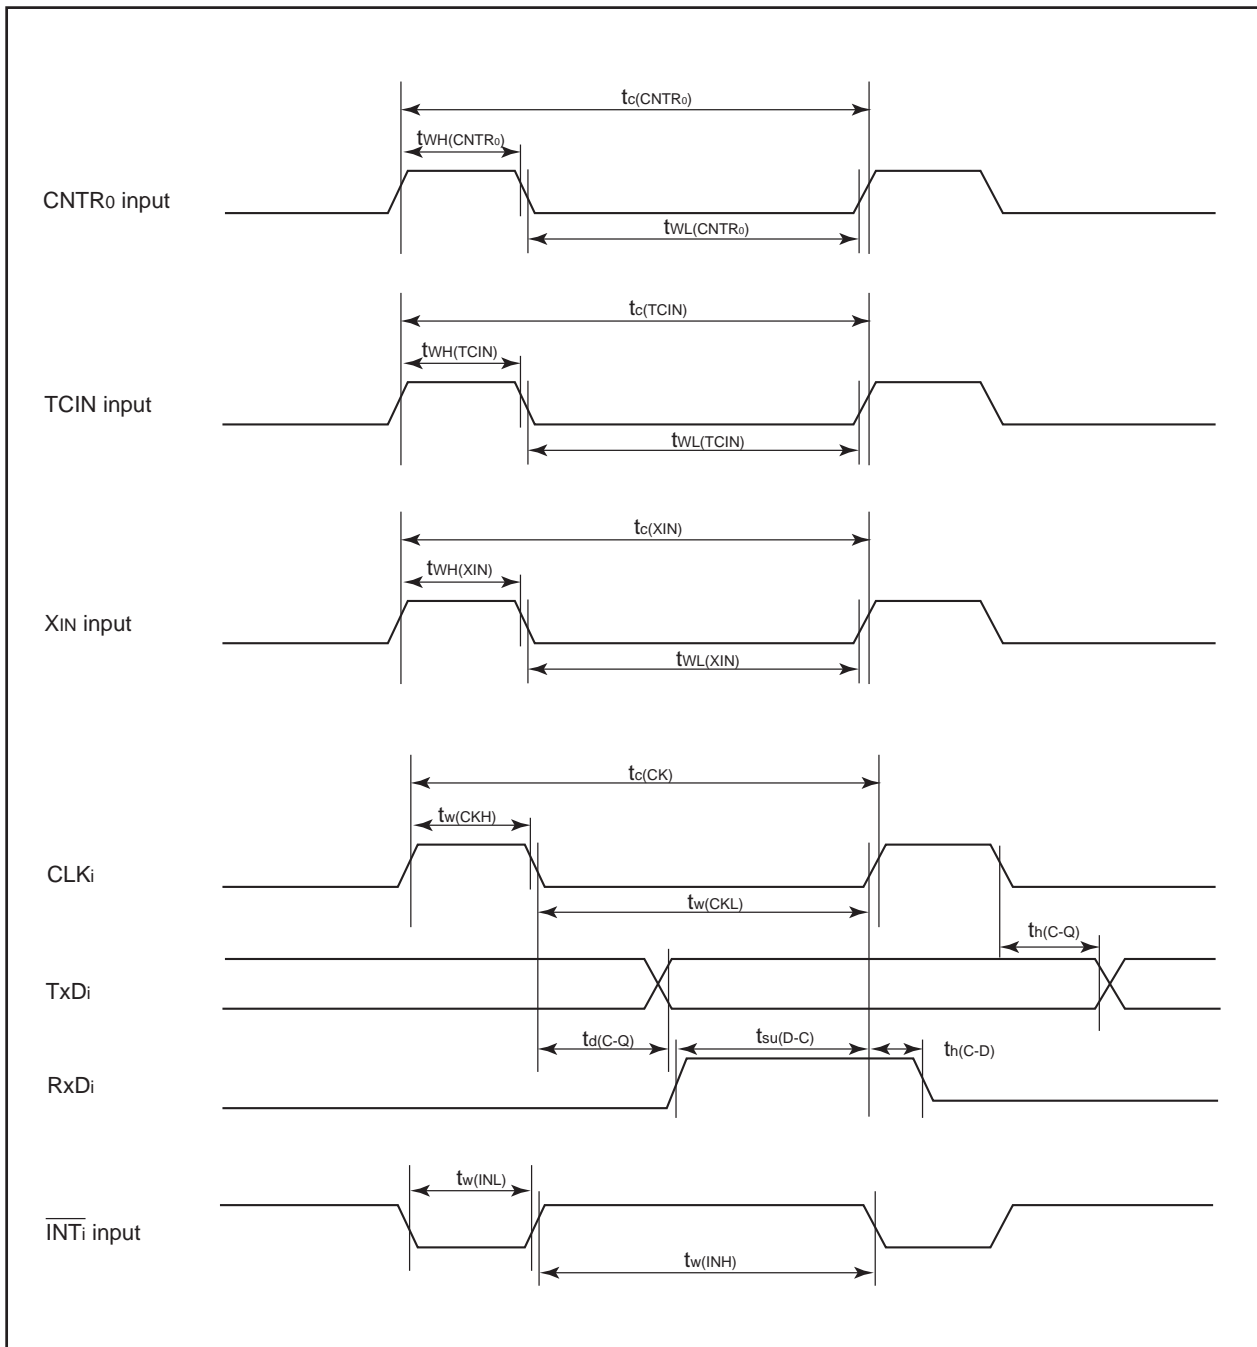 tc(CNTR0)
tWH(CNTR0)
CNTR0 input
tWL(CNTR0)
tc(TCIN)
tWH(TCIN)
TCIN input
tWL(TCIN)
tc(XIN)
tWH(XIN)
XIN input
tWL(XIN)
tc(CK)
tw(CKH)
CLKi
tw(CKL)
th(C-Q)
TxDi
td(C-Q)
tsu(D-C)
th(C-D)
RxDi
tw(INL)
I̅N̅T̅i input
tw(INH)